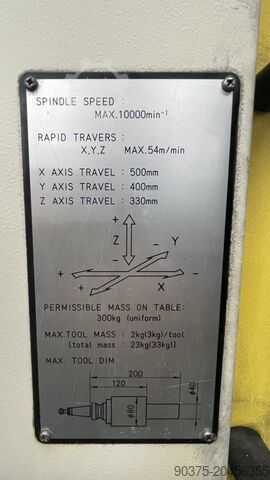 SPINDLE SPEED :
MAX.10000min⁻¹
RAPID TRAVERS :
X,Y,Z MAX.54m/min
X AXIS TRAVEL : 500mm
Y AXIS TRAVEL : 400mm
Z AXIS TRAVEL : 330mm
+ + Y -
Z
- -
+ X
PERMISSIBLE MASS ON TABLE:
300kg (uniform)
MAX.TOOL MASS : 2kg(3kg)/tool
[total mass : 23kg(33kg)]
MAX. TOOL DIM.
200
120
φ40
φ80
90375-20456355